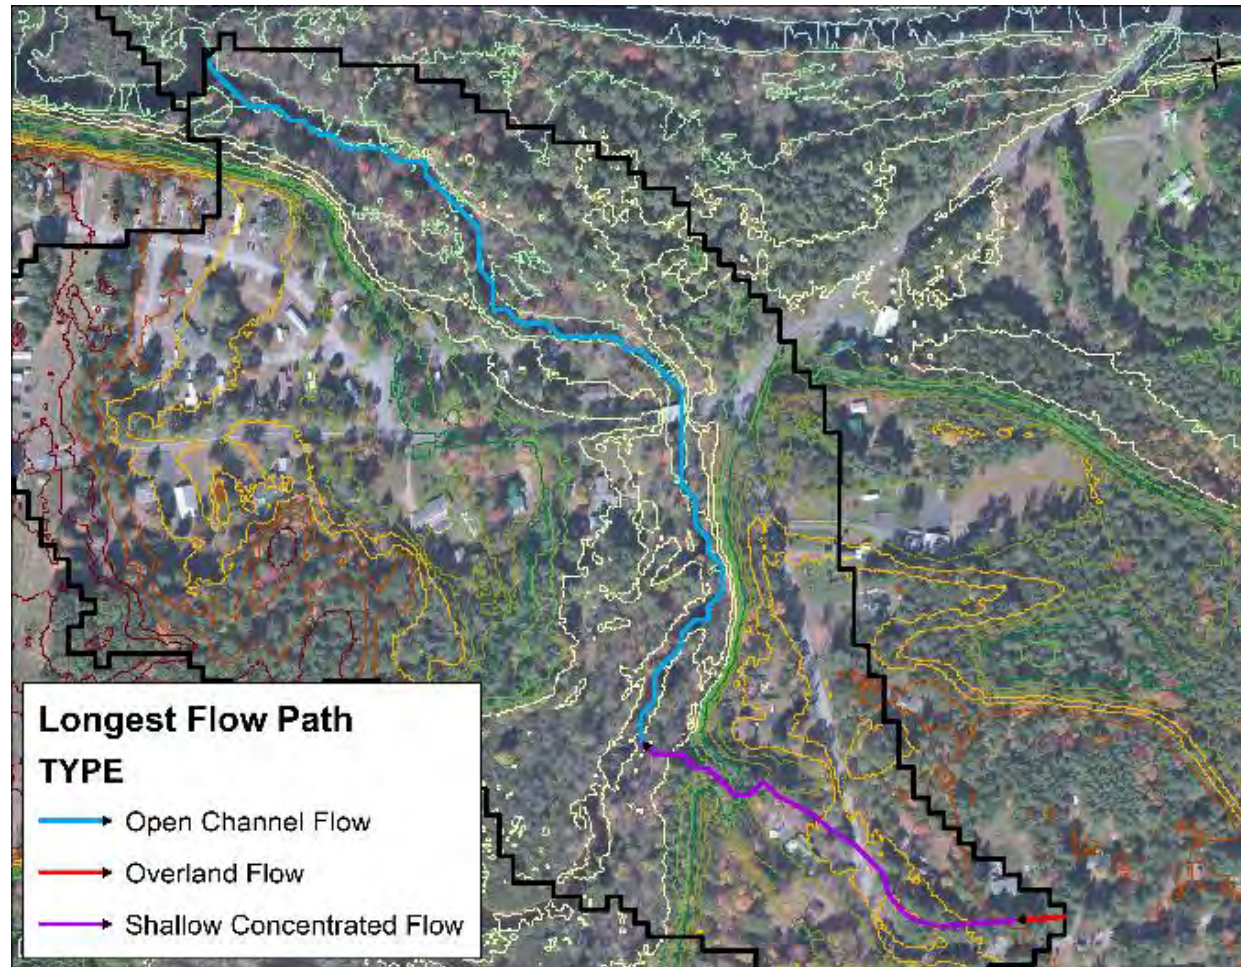 Longest Flow Path
TYPE
Open Channel Flow
Overland Flow
Shallow Concentrated Flow